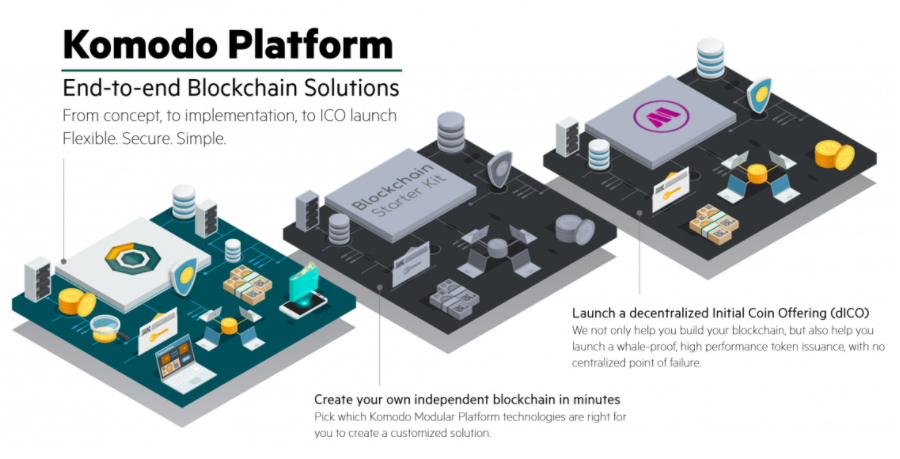 Komodo Platform
End-to-end Blockchain Solutions
From concept, to implementation, to ICO launch
Flexible. Secure. Simple.
Blockchain
Starter Kit
Launch a decentralized Initial Coin Offering (dICO)
We not only help you build your blockchain, but also help you
launch a whale-proof, high performance token issuance, with no
centralized point of failure.
Create your own independent blockchain in minutes
Pick which Komodo Modular Platform technologies are right for
you to create a customized solution.